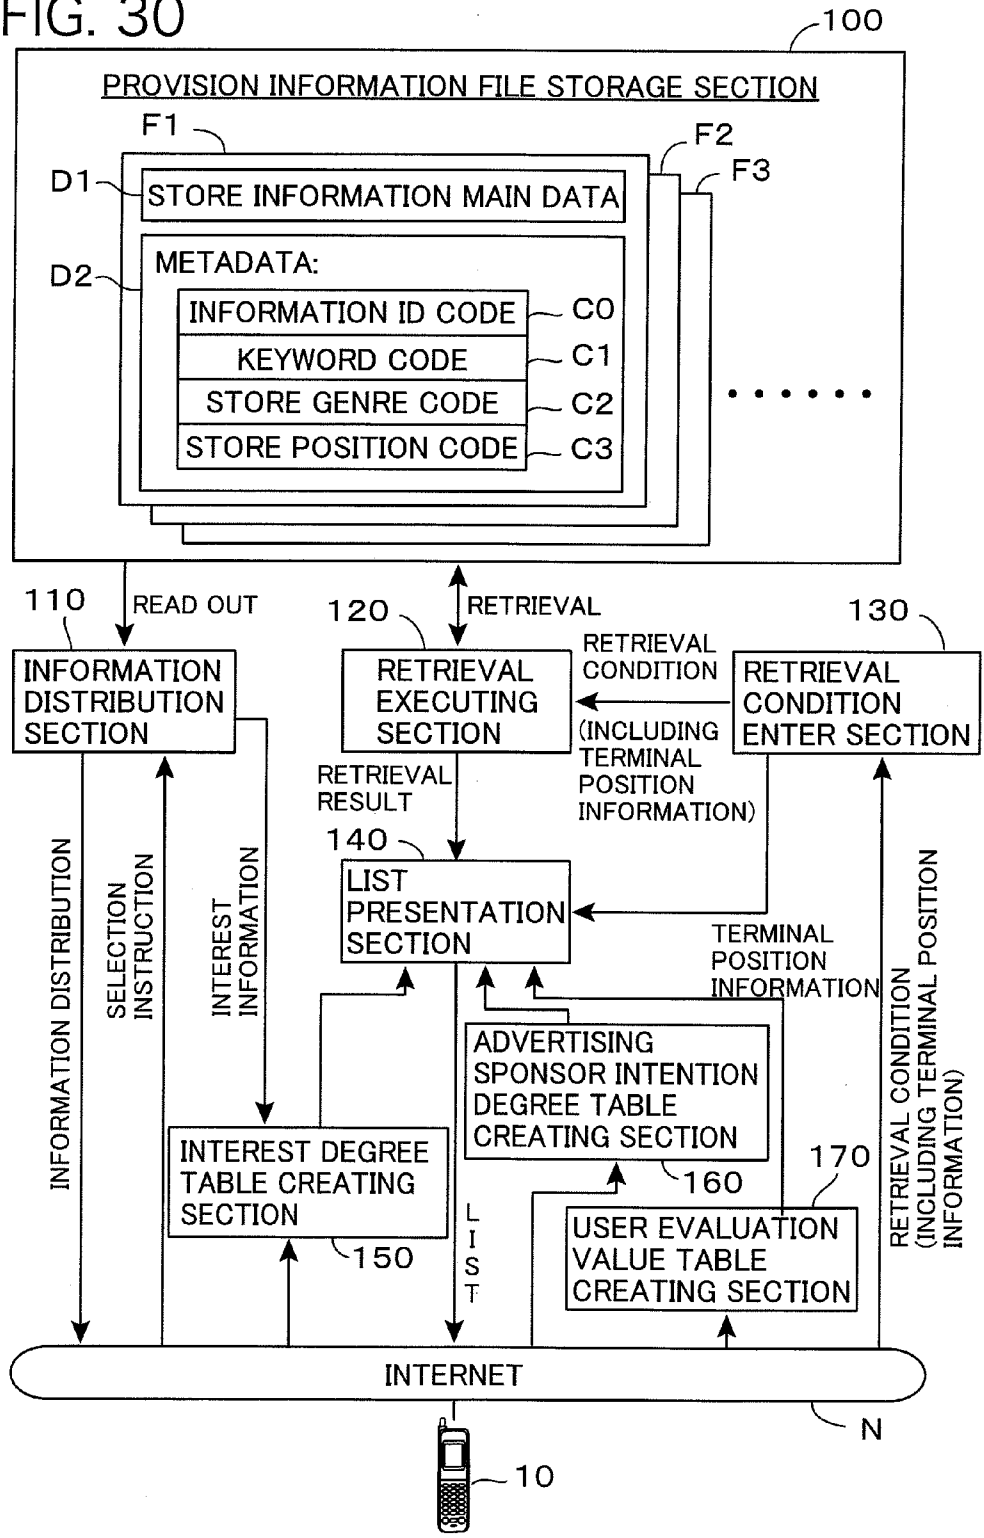 FIG. 30
100
PROVISION INFORMATION FILE STORAGE SECTION
F1
F2
F3
D1
STORE INFORMATION MAIN DATA
D2
METADATA:
INFORMATION ID CODE
C0
KEYWORD CODE
C1
STORE GENRE CODE
C2
STORE POSITION CODE
C3
110
READ OUT
120
RETRIEVAL
130
INFORMATION
DISTRIBUTION
SECTION
RETRIEVAL
EXECUTING
SECTION
RETRIEVAL
CONDITION
(INCLUDING
TERMINAL
POSITION
INFORMATION)
RETRIEVAL
CONDITION
ENTER SECTION
RETRIEVAL
RESULT
140
LIST
PRESENTATION
SECTION
INFORMATION DISTRIBUTION
SELECTION
INSTRUCTION
INTEREST
INFORMATION
TERMINAL
POSITION
INFORMATION
RETRIEVAL CONDITION
(INCLUDING TERMINAL POSITION
INFORMATION)
ADVERTISING
SPONSOR INTENTION
DEGREE TABLE
CREATING SECTION
160
INTEREST DEGREE
TABLE CREATING
SECTION
150
170
USER EVALUATION
VALUE TABLE
CREATING SECTION
LIST
INTERNET
N
10